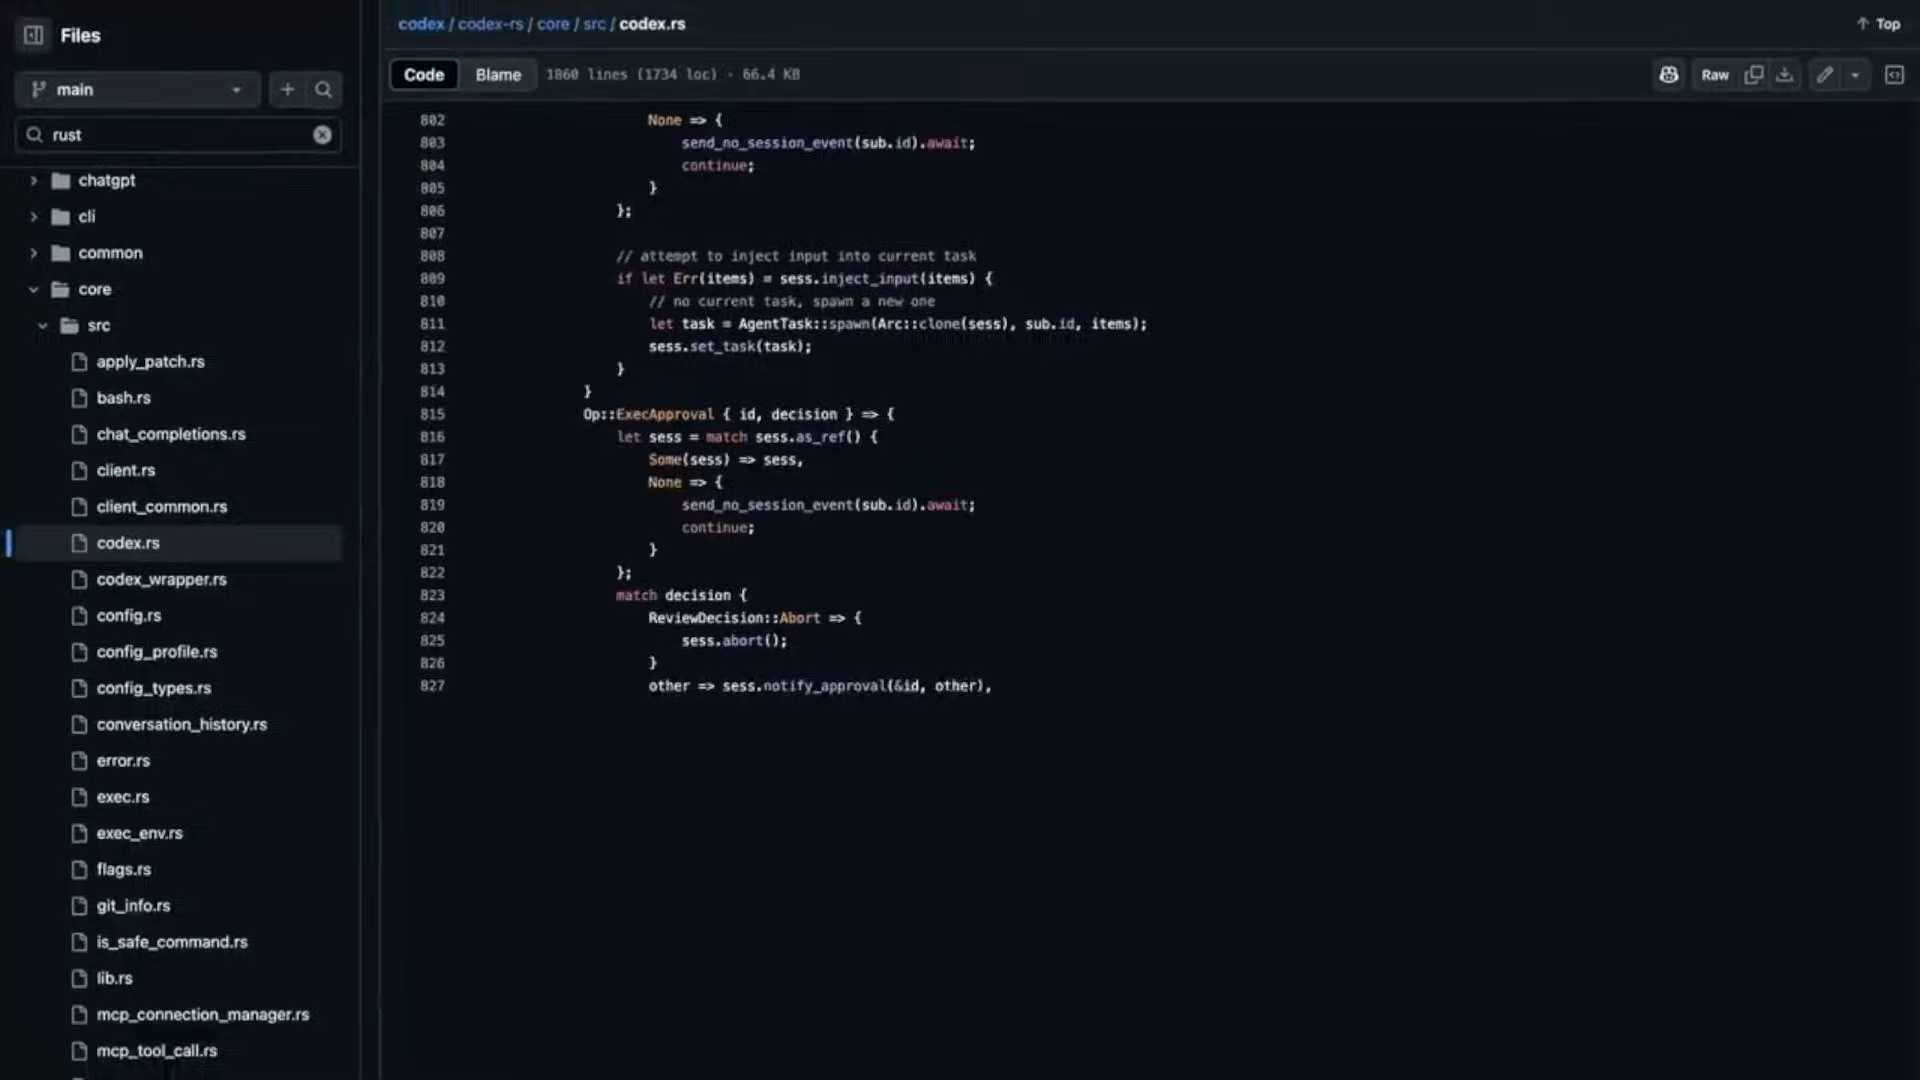 Files
main
rust
chatgpt
cli
common
core
src
apply_patch.rs
bash.rs
chat_completions.rs
client.rs
client_common.rs
codex.rs
codex_wrapper.rs
config.rs
config_profile.rs
config_types.rs
conversation_history.rs
error.rs
exec.rs
exec_env.rs
flags.rs
git_info.rs
is_safe_command.rs
lib.rs
mcp_connection_manager.rs
mcp_tool_call.rs
codex / codex-rs / core / src / codex.rs
↑ Top
Code Blame 1860 lines (1734 loc) · 66.4 KB Raw
802 None => {
803 send_no_session_event(sub.id).await;
804 continue;
805 }
806 };
807
808 // attempt to inject input into current task
809 if let Err(items) = sess.inject_input(items) {
810 // no current task, spawn a new one
811 let task = AgentTask::spawn(Arc::clone(sess), sub.id, items);
812 sess.set_task(task);
813 }
814 }
815 Op::ExecApproval { id, decision } => {
816 let sess = match sess.as_ref() {
817 Some(sess) => sess,
818 None => {
819 send_no_session_event(sub.id).await;
820 continue;
821 }
822 };
823 match decision {
824 ReviewDecision::Abort => {
825 sess.abort();
826 }
827 other => sess.notify_approval(&id, other),